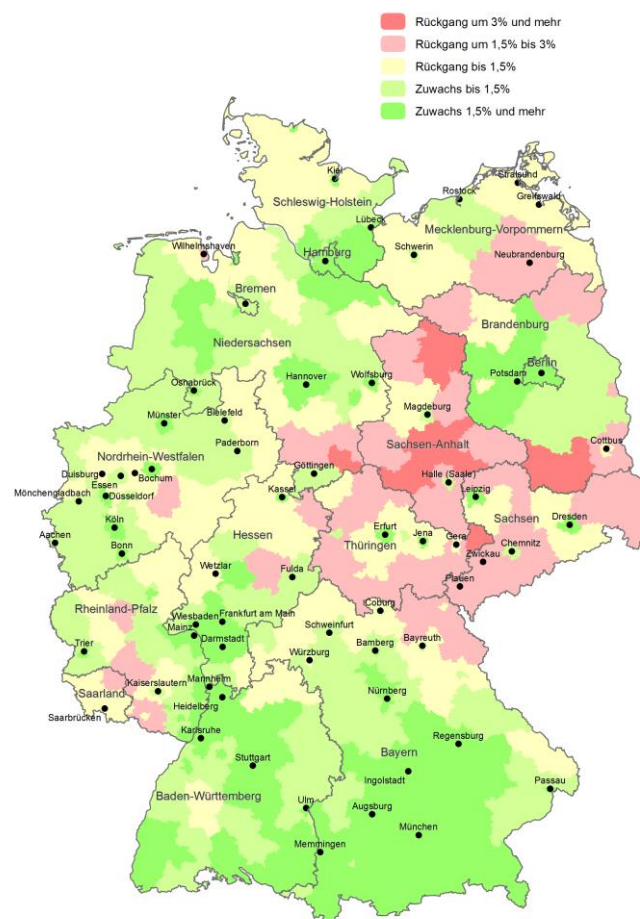 Rückgang um 3% und mehr
Rückgang um 1,5% bis 3%
Rückgang bis 1,5%
Zuwachs bis 1,5%
Zuwachs 1,5% und mehr
Kiel
Stralsund
Rostock
Greifswald
Schleswig-Holstein
Lübeck
Mecklenburg-Vorpommern
Wilhelmshaven
Hamburg
Schwerin
Neubrandenburg
Bremen
Brandenburg
Niedersachsen
Berlin
Potsdam
Osnabrück
Hannover
Wolfsburg
Münster
Bielefeld
Magdeburg
Paderborn
Sachsen-Anhalt
Cottbus
Nordrhein-Westfalen
Duisburg
Bochum
Göttingen
Halle (Saale)
Essen
Kassel
Leipzig
Mönchengladbach
Düsseldorf
Sachsen
Köln
Hessen
Erfurt
Jena
Gera
Dresden
Thüringen
Chemnitz
Aachen
Bonn
Zwickau
Wetzlar
Fulda
Plauen
Rheinland-Pfalz
Wiesbaden
Frankfurt am Main
Coburg
Mainz
Schweinfurt
Trier
Darmstadt
Bamberg
Bayreuth
Würzburg
Saarland
Kaiserslautern
Mannheim
Nürnberg
Saarbrücken
Heidelberg
Karlsruhe
Regensburg
Stuttgart
Bayern
Ingolstadt
Passau
Baden-Württemberg
Ulm
Augsburg
München
Memmingen